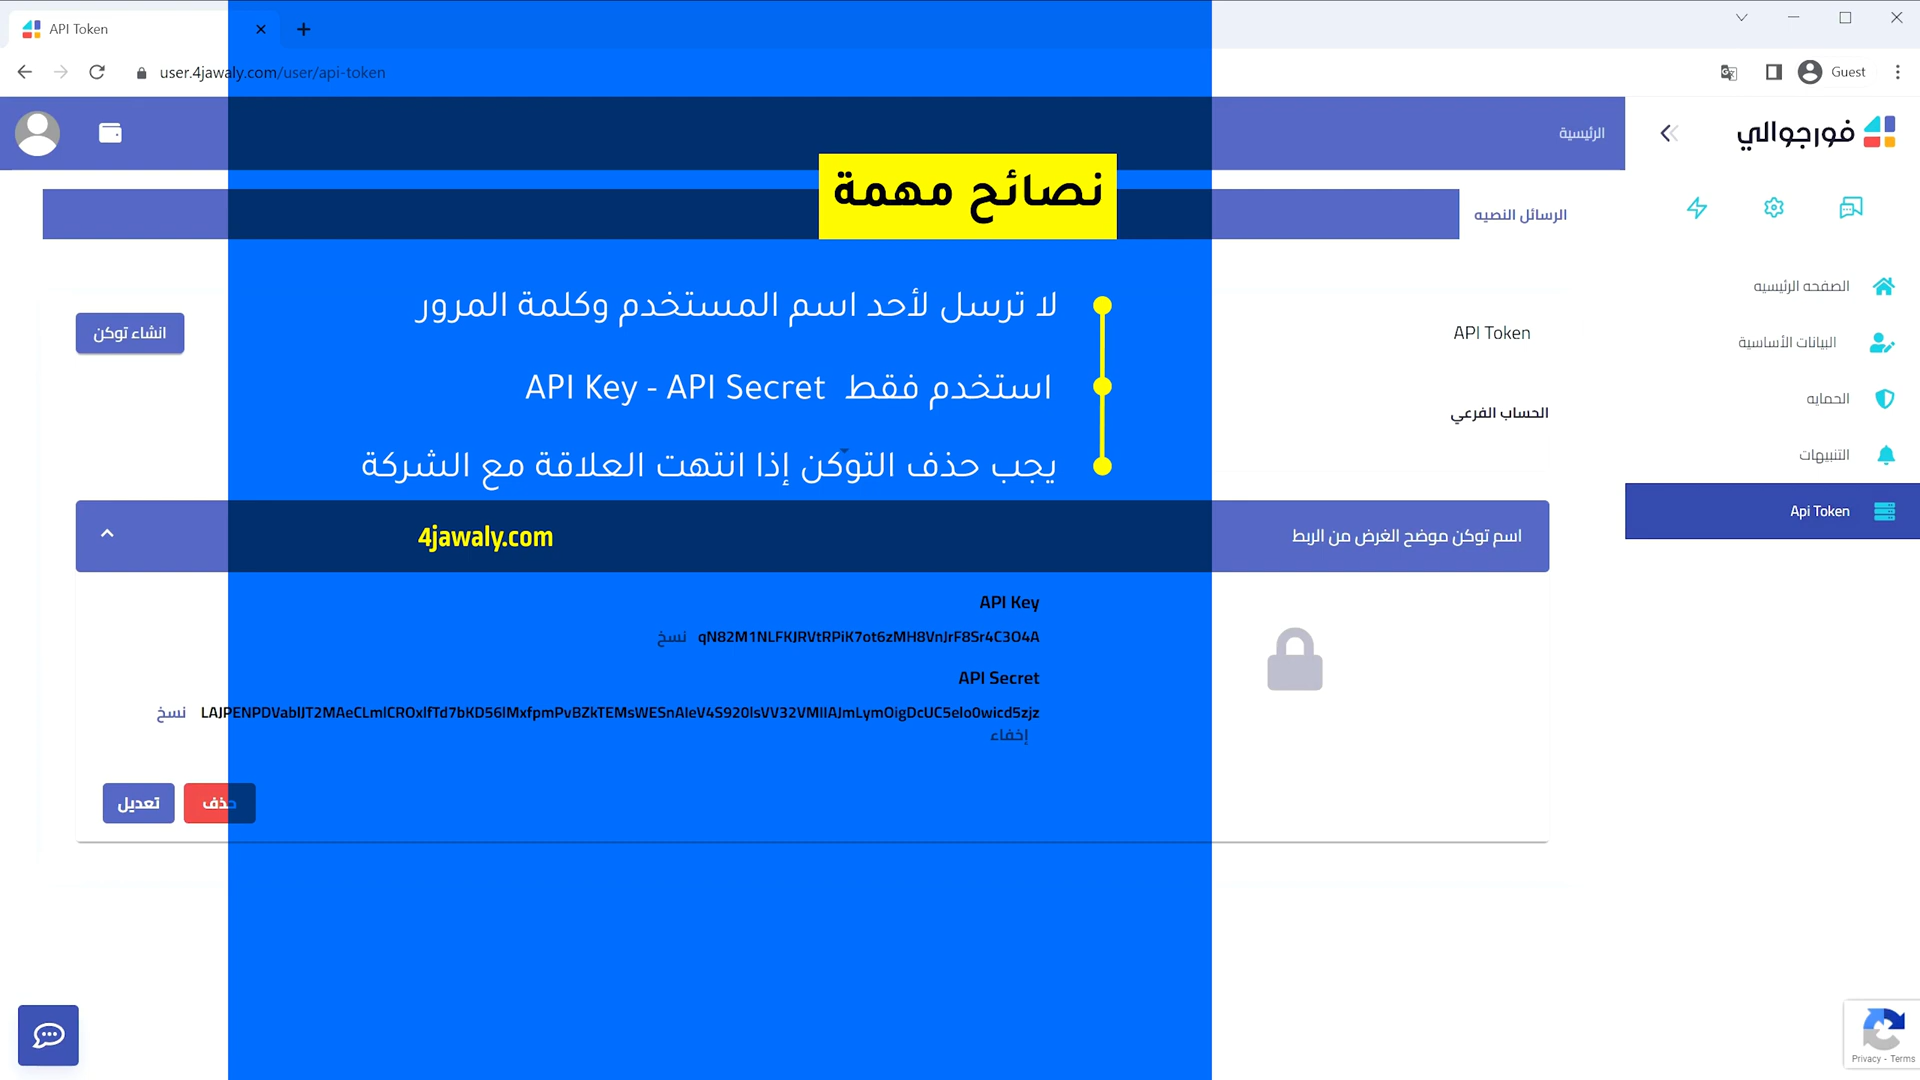 API Token
user.4jawaly.com/user/api-token
Guest
الرئيسية
فورجوالي
نصائح مهمة
الرسائل النصيه
لا ترسل لأحد اسم المستخدم وكلمة المرور
استخدم فقط API Key - API Secret
يجب حذف التوكن إذا انتهت العلاقة مع الشركة
4jawaly.com
انشاء توكن
API Token
الحساب الفرعي
الصفحه الرئيسيه
البيانات الأساسية
الحمايه
التنبيهات
Api Token
اسم توكن موضح الغرض من الربط
API Key
qN82M1NLFKJRVtRPiK7ot6zMH8VnJrF8Sr4C3O4A نسخ
API Secret
نسخ
إخفاء
تعديل
حذف
Privacy - Terms